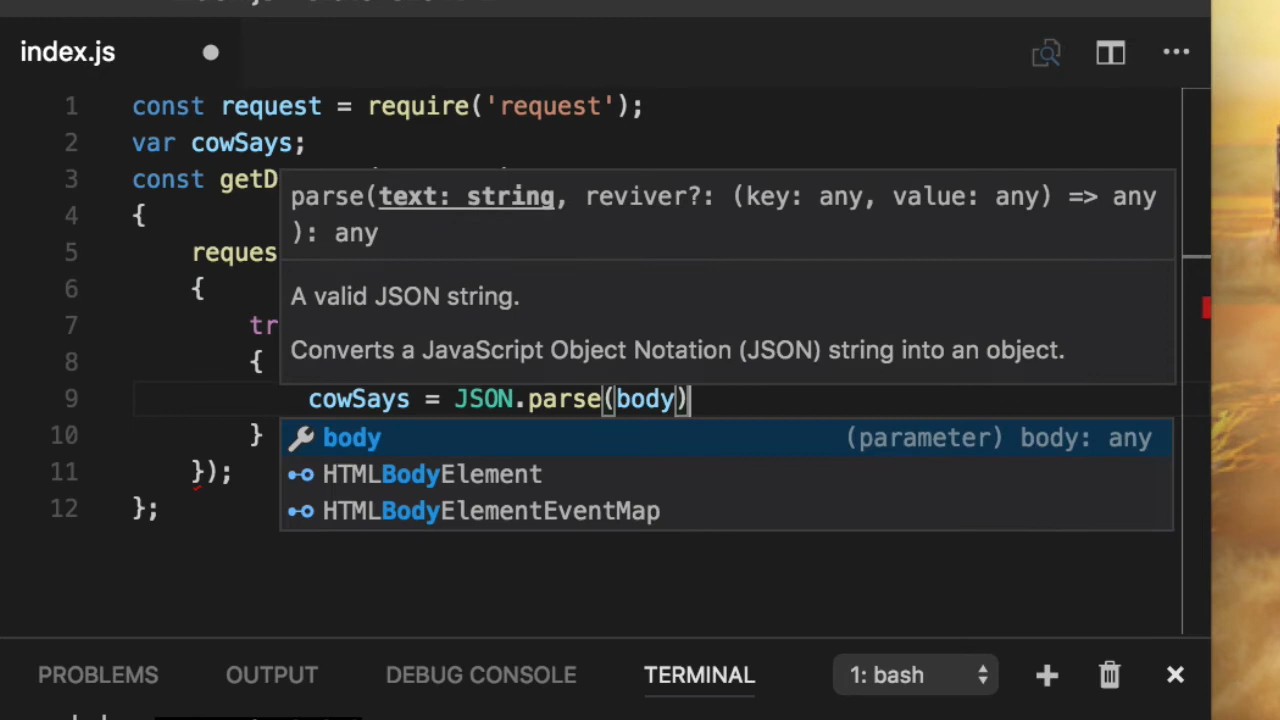 index.js
1 const request = require('request');
2 var cowSays;
3 const getD
parse(text: string, reviver?: (key: any, value: any) => any
4 {
): any
5 reques
6 {
A valid JSON string.
7 tr
Converts a JavaScript Object Notation (JSON) string into an object.
8 {
9 cowSays = JSON.parse(body)
10 }
body (parameter) body: any
11 });
HTMLBodyElement
12 };
HTMLBodyElementEventMap
PROBLEMS OUTPUT DEBUG CONSOLE TERMINAL 1: bash